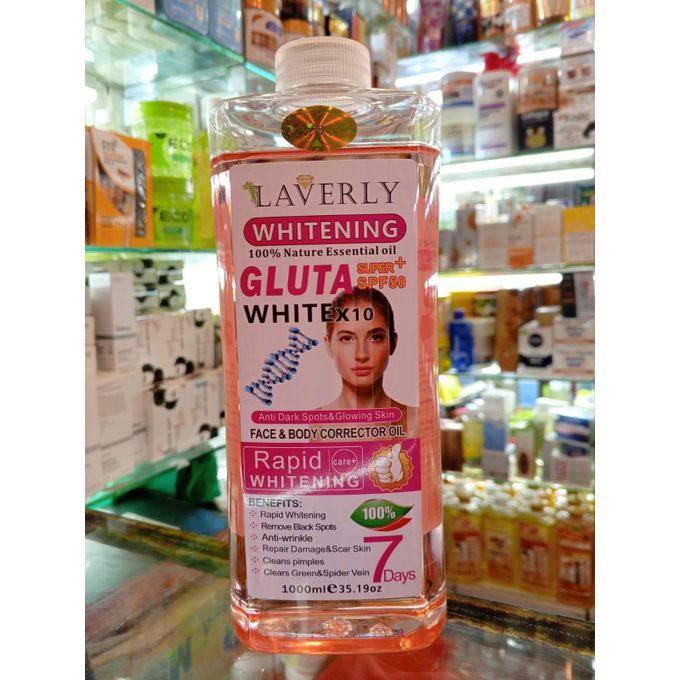 LAVERLY
WHITENING
100% Nature Essential oil
GLUTA SUPER+
SPF50
WHITEx10
Anti Dark Spots&Glowing Skin
FACE & BODY CORRECTOR OIL
Rapid care+
WHITENING
BENEFITS:
Rapid Whitening
Remove Black Spots
Anti-wrinkle
Repair Damage&Scar Skin
Cleans pimples
Clears Green&Spider Vein
100%
7 Days
1000ml℮35.19oz
ECO